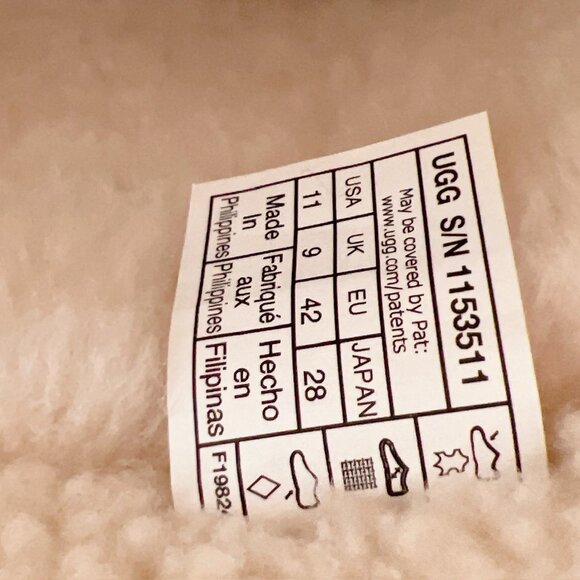 UGG S/N 1153511
May be covered by Pat:
www.ugg.com/patents
USA UK EU JAPAN
11 9 42 28
Made Fabriqué Hecho
In aux en
Philippines Philippines Filipinas